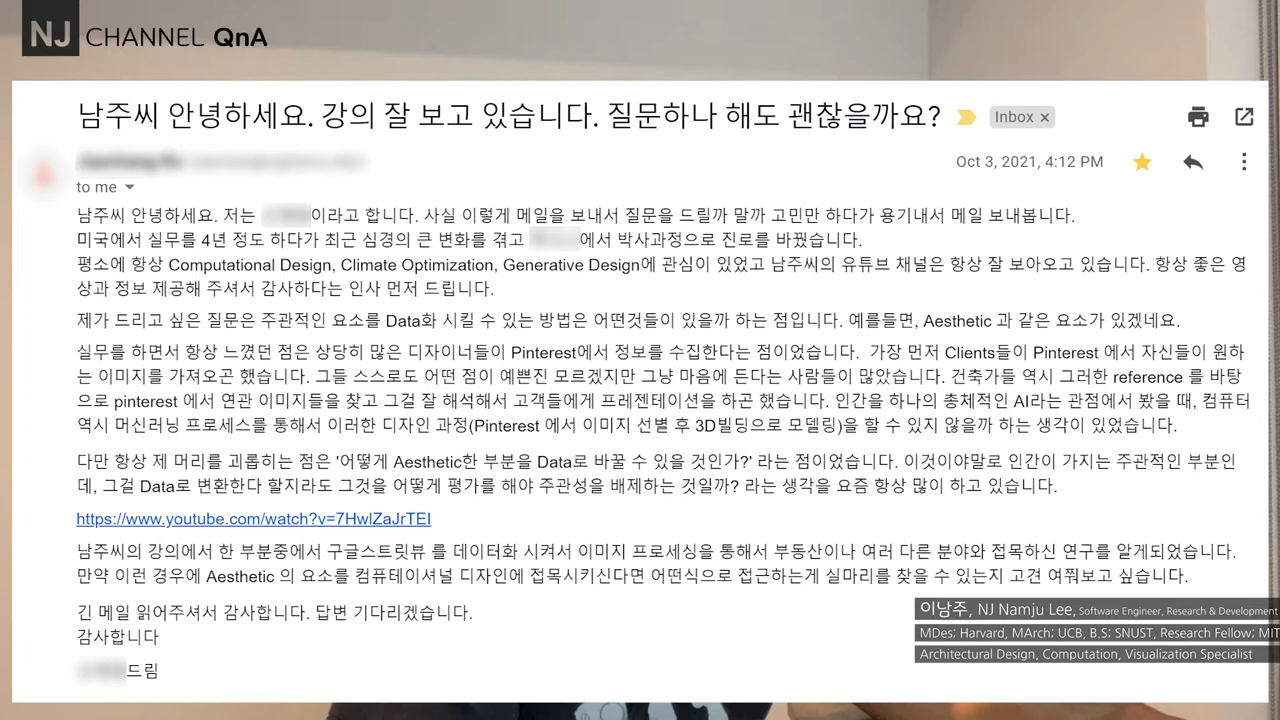 NJ CHANNEL QnA
남주씨 안녕하세요. 강의 잘 보고 있습니다. 질문하나 해도 괜찮을까요? Inbox ×
Oct 3, 2021, 4:12 PM
to me
남주씨 안녕하세요. 저는 이라고 합니다. 사실 이렇게 메일을 보내서 질문을 드릴까 말까 고민만 하다가 용기내서 메일 보내봅니다.
미국에서 실무를 4년 정도 하다가 최근 심경의 큰 변화를 겪고 에서 박사과정으로 진로를 바꿨습니다.
평소에 항상 Computational Design, Climate Optimization, Generative Design에 관심이 있었고 남주씨의 유튜브 채널은 항상 잘 보아오고 있습니다. 항상 좋은 영
상과 정보 제공해 주셔서 감사하다는 인사 먼저 드립니다.
제가 드리고 싶은 질문은 주관적인 요소를 Data화 시킬 수 있는 방법은 어떤것들이 있을까 하는 점입니다. 예를들면, Aesthetic 과 같은 요소가 있겠네요.
실무를 하면서 항상 느꼈던 점은 상당히 많은 디자이너들이 Pinterest에서 정보를 수집한다는 점이었습니다. 가장 먼저 Clients들이 Pinterest 에서 자신들이 원하
는 이미지를 가져오곤 했습니다. 그들 스스로도 어떤 점이 예쁜진 모르겠지만 그냥 마음에 든다는 사람들이 많았습니다. 건축가들 역시 그러한 reference 를 바탕
으로 pinterest 에서 연관 이미지들을 찾고 그걸 잘 해석해서 고객들에게 프레젠테이션을 하곤 했습니다. 인간을 하나의 총체적인 AI라는 관점에서 봤을 때, 컴퓨터
역시 머신러닝 프로세스를 통해서 이러한 디자인 과정(Pinterest 에서 이미지 선별 후 3D빌딩으로 모델링)을 할 수 있지 않을까 하는 생각이 있었습니다.
다만 항상 제 머리를 괴롭히는 점은 '어떻게 Aesthetic한 부분을 Data로 바꿀 수 있을 것인가?' 라는 점이었습니다. 이것이야말로 인간이 가지는 주관적인 부분인
데, 그걸 Data로 변환한다 할지라도 그것을 어떻게 평가를 해야 주관성을 배제하는 것일까? 라는 생각을 요즘 항상 많이 하고 있습니다.
https://www.youtube.com/watch?v=7HwlZaJrTEI
남주씨의 강의에서 한 부분중에서 구글스트릿뷰 를 데이터화 시켜서 이미지 프로세싱을 통해서 부동산이나 여러 다른 분야와 접목하신 연구를 알게되었습니다.
만약 이런 경우에 Aesthetic 의 요소를 컴퓨테이셔널 디자인에 접목시키신다면 어떤식으로 접근하는게 실마리를 찾을 수 있는지 고견 여쭤보고 싶습니다.
긴 메일 읽어주셔서 감사합니다. 답변 기다리겠습니다.
감사합니다
드림
이남주, NJ Namju Lee, Software Engineer, Research & Development
MDes; Harvard, MArch; UCB, B.S; SNUST, Research Fellow; MIT
Architectural Design, Computation, Visualization Specialist